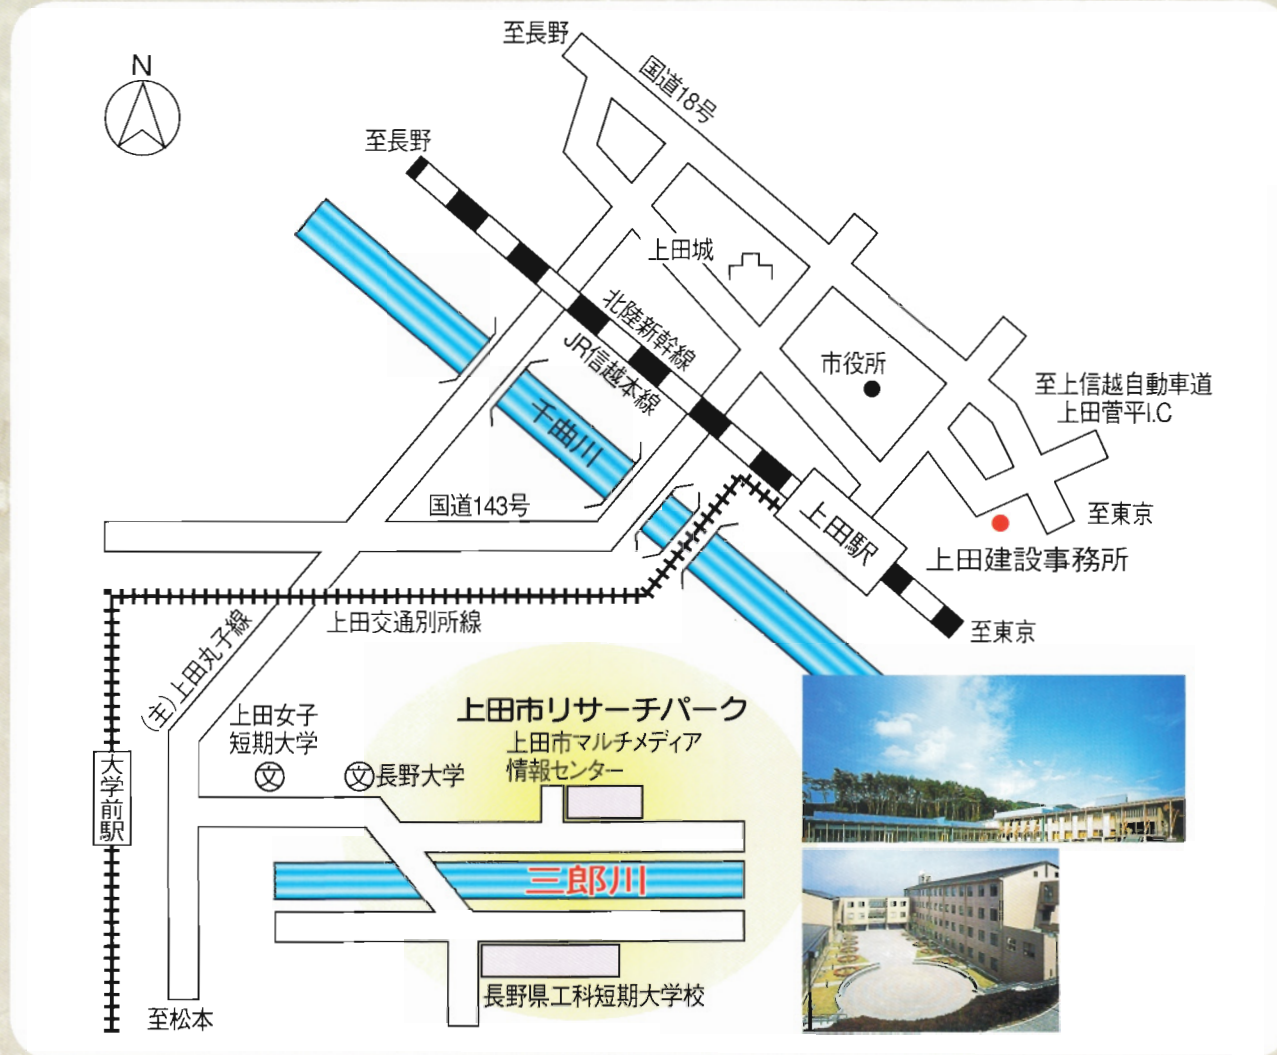 至長野
国道18号
N
至長野
上田城
北陸新幹線
JR信越本線
市役所
至上信越自動車道
上田菅平I.C
千曲川
国道143号
上田駅
至東京
上田建設事務所
至東京
上田交通別所線
(主)上田丸子線
上田市リサーチパーク
上田市マルチメディア
情報センター
上田女子
短期大学
文
文
長野大学
大学前駅
三郎川
長野県工科短期大学校
至松本